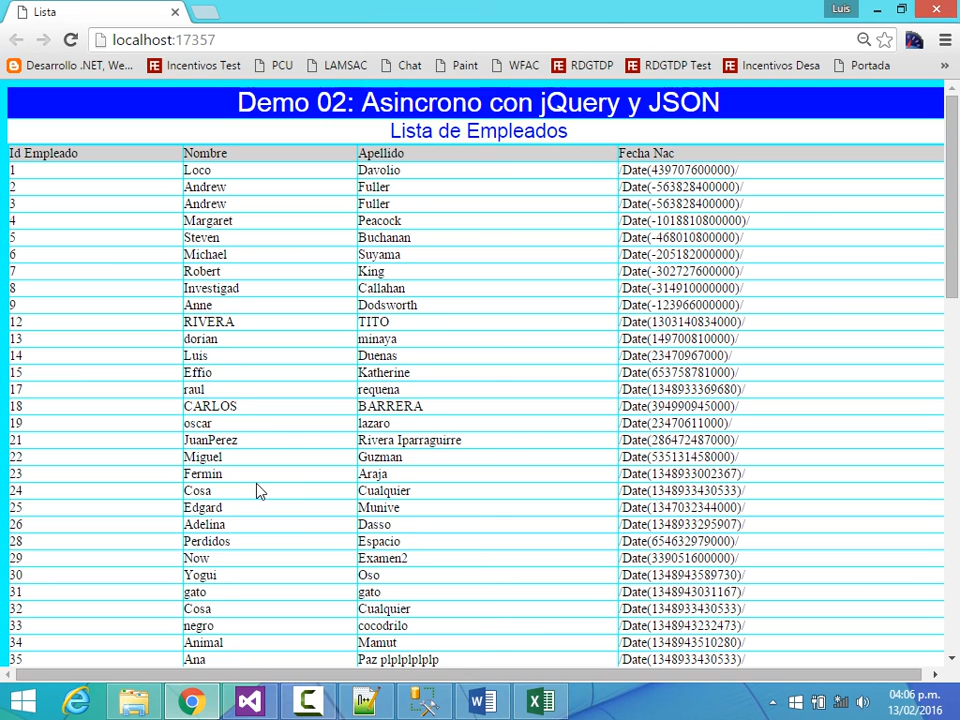 Lista
Luis
localhost:17357
Desarrollo .NET, We... Incentivos Test PCU LAMSAC Chat Paint WFAC RDGTDP RDGTDP Test Incentivos Desa Portada »
Demo 02: Asincrono con jQuery y JSON
Lista de Empleados
Id Empleado Nombre Apellido Fecha Nac
1 Loco Davolio /Date(439707600000)/
2 Andrew Fuller /Date(-563828400000)/
3 Andrew Fuller /Date(-563828400000)/
4 Margaret Peacock /Date(-1018810800000)/
5 Steven Buchanan /Date(-468010800000)/
6 Michael Suyama /Date(-205182000000)/
7 Robert King /Date(-302727600000)/
8 Investigad Callahan /Date(-314910000000)/
9 Anne Dodsworth /Date(-123966000000)/
12 RIVERA TITO /Date(1303140834000)/
13 dorian minaya /Date(149700810000)/
14 Luis Duenas /Date(23470967000)/
15 Effio Katherine /Date(653758781000)/
17 raul requena /Date(1348933369680)/
18 CARLOS BARRERA /Date(394990945000)/
19 oscar lazaro /Date(23470611000)/
21 JuanPerez Rivera Iparraguirre /Date(286472487000)/
22 Miguel Guzman /Date(535131458000)/
23 Fermin Araja /Date(1348933002367)/
24 Cosa Cualquier /Date(1348933430533)/
25 Edgard Munive /Date(1347032344000)/
26 Adelina Dasso /Date(1348933295907)/
28 Perdidos Espacio /Date(654632979000)/
29 Now Examen2 /Date(339051600000)/
30 Yogui Oso /Date(1348943589730)/
31 gato gato /Date(1348943031167)/
32 Cosa Cualquier /Date(1348933430533)/
33 negro cocodrilo /Date(1348943232473)/
34 Animal Mamut /Date(1348943510280)/
35 Ana Paz plplplplplp /Date(1348933430533)/
04:06 p.m.
13/02/2016